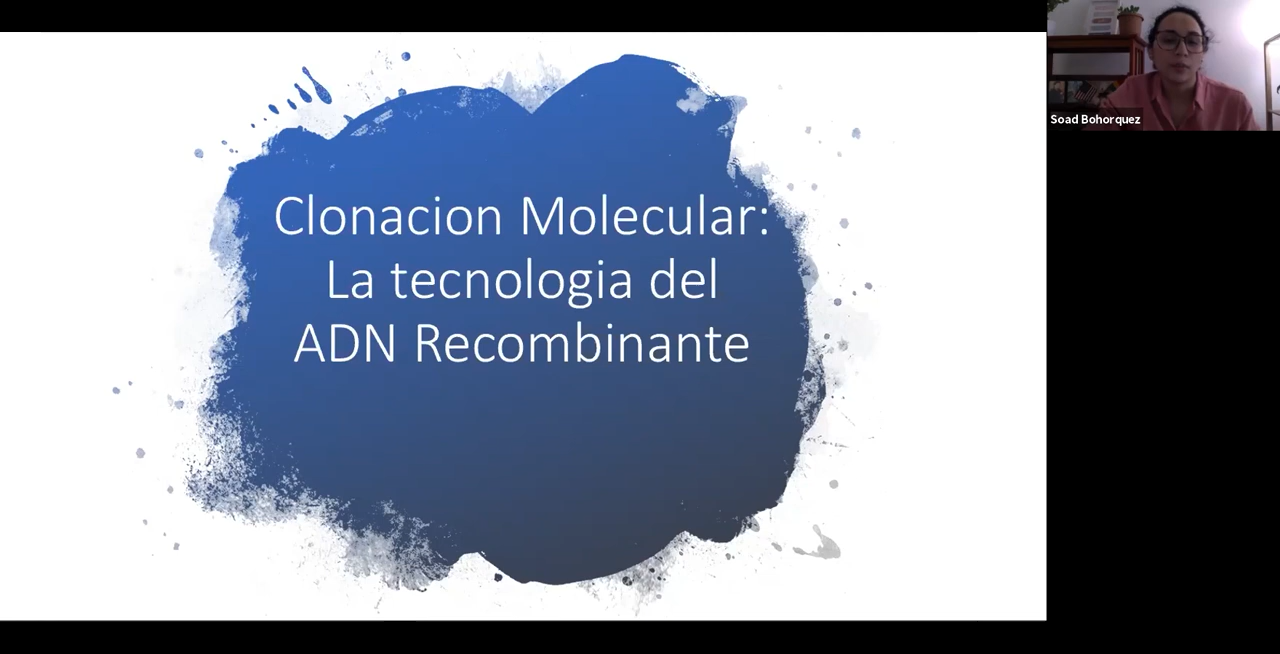 Clonacion Molecular:
La tecnologia del
ADN Recombinante
Soad Bohorquez